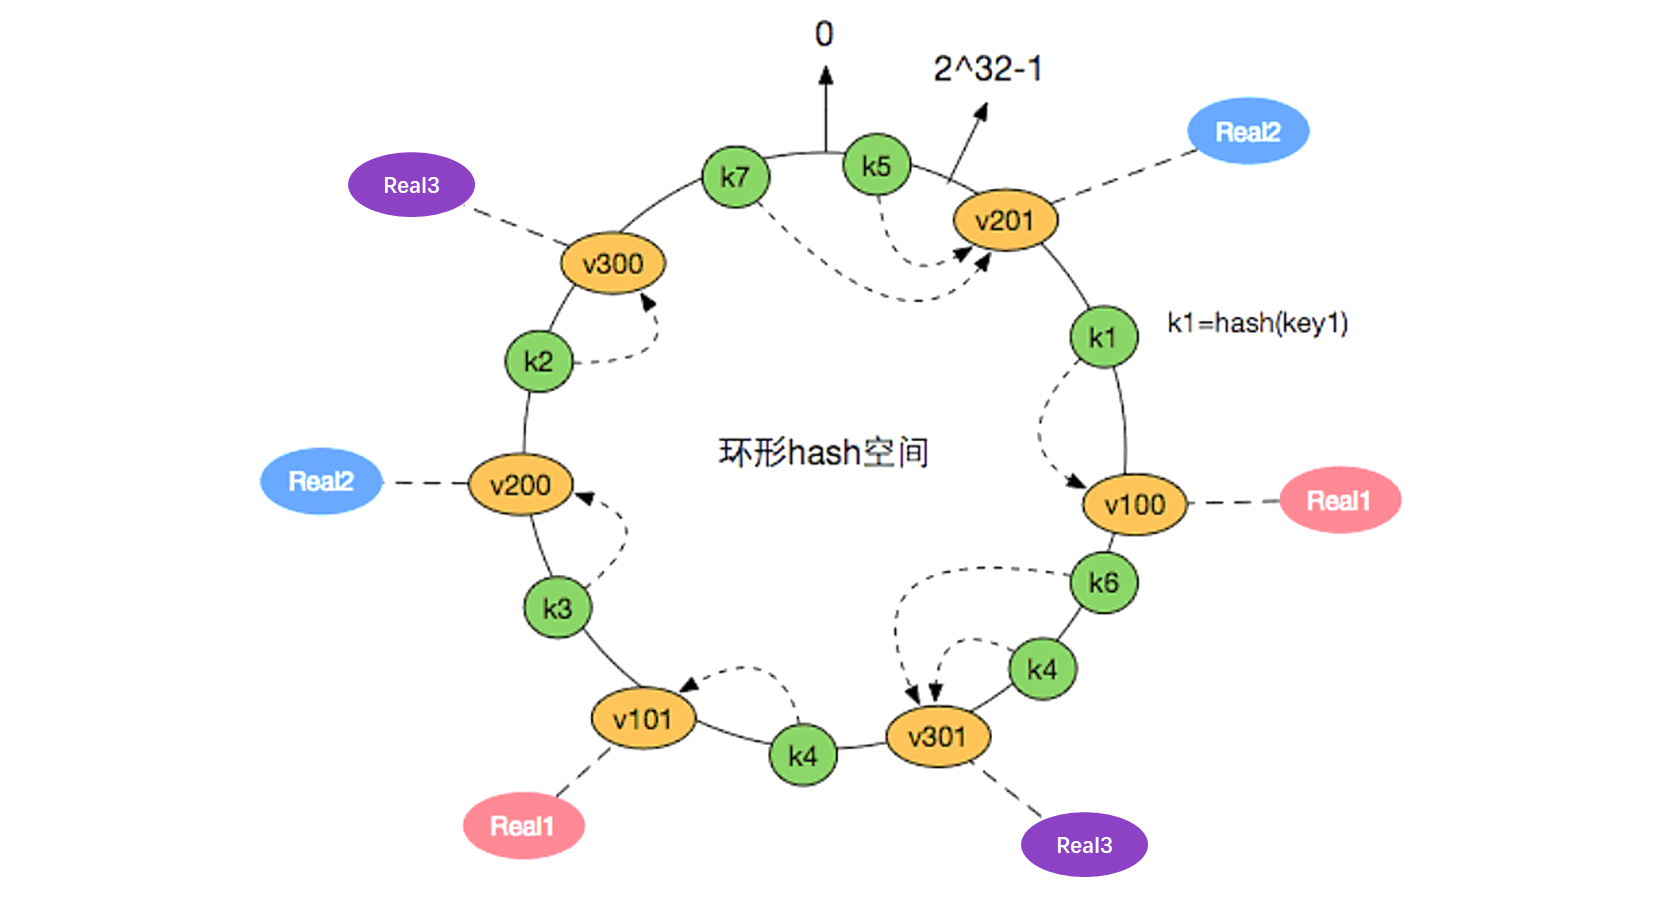 0
2^32-1
Real2
Real3
k7
k5
v201
v300
k1
k1=hash(key1)
k2
环形hash空间
Real2
v200
v100
Real1
k6
k3
k4
v101
v301
k4
Real1
Real3